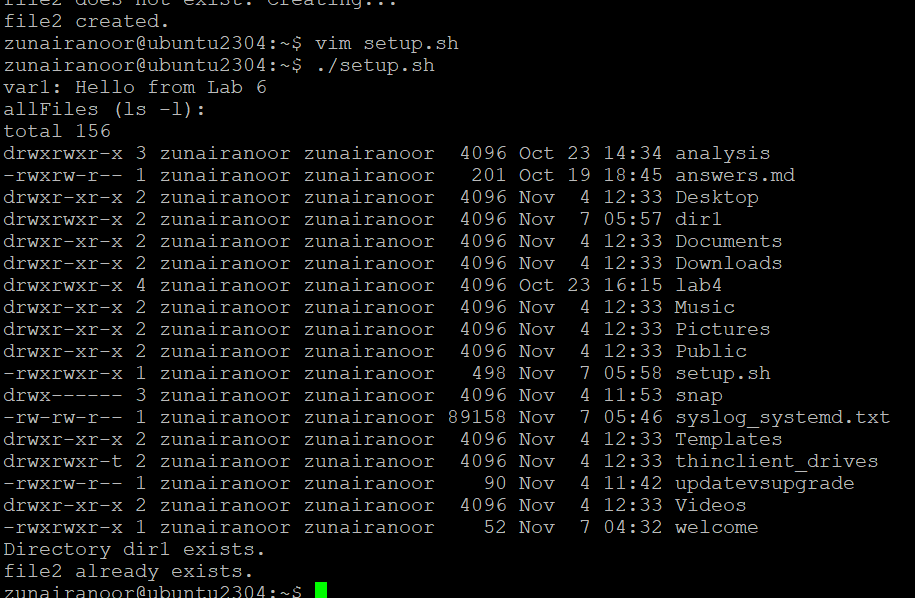 file2 does not exist. Creating...
file2 created.
zunairanoor@ubuntu2304:~$ vim setup.sh
zunairanoor@ubuntu2304:~$ ./setup.sh
var1: Hello from Lab 6
allFiles (ls -l):
total 156
drwxrwxr-x 3 zunairanoor zunairanoor  4096 Oct 23 14:34 analysis
-rwxrw-r-- 1 zunairanoor zunairanoor   201 Oct 19 18:45 answers.md
drwxr-xr-x 2 zunairanoor zunairanoor  4096 Nov  4 12:33 Desktop
drwxrwxr-x 2 zunairanoor zunairanoor  4096 Nov  7 05:57 dir1
drwxr-xr-x 2 zunairanoor zunairanoor  4096 Nov  4 12:33 Documents
drwxr-xr-x 2 zunairanoor zunairanoor  4096 Nov  4 12:33 Downloads
drwxrwxr-x 4 zunairanoor zunairanoor  4096 Oct 23 16:15 lab4
drwxr-xr-x 2 zunairanoor zunairanoor  4096 Nov  4 12:33 Music
drwxr-xr-x 2 zunairanoor zunairanoor  4096 Nov  4 12:33 Pictures
drwxr-xr-x 2 zunairanoor zunairanoor  4096 Nov  4 12:33 Public
-rwxrwxr-x 1 zunairanoor zunairanoor   498 Nov  7 05:58 setup.sh
drwx------ 3 zunairanoor zunairanoor  4096 Nov  4 11:53 snap
-rw-rw-r-- 1 zunairanoor zunairanoor 89158 Nov  7 05:46 syslog_systemd.txt
drwxr-xr-x 2 zunairanoor zunairanoor  4096 Nov  4 12:33 Templates
drwxrwxr-t 2 zunairanoor zunairanoor  4096 Nov  4 12:33 thinclient_drives
-rwxrw-r-- 1 zunairanoor zunairanoor    90 Nov  4 11:42 updatevsupgrade
drwxr-xr-x 2 zunairanoor zunairanoor  4096 Nov  4 12:33 Videos
-rwxrwxr-x 1 zunairanoor zunairanoor    52 Nov  7 04:32 welcome
Directory dir1 exists.
file2 already exists.
zunairanoor@ubuntu2304:~$